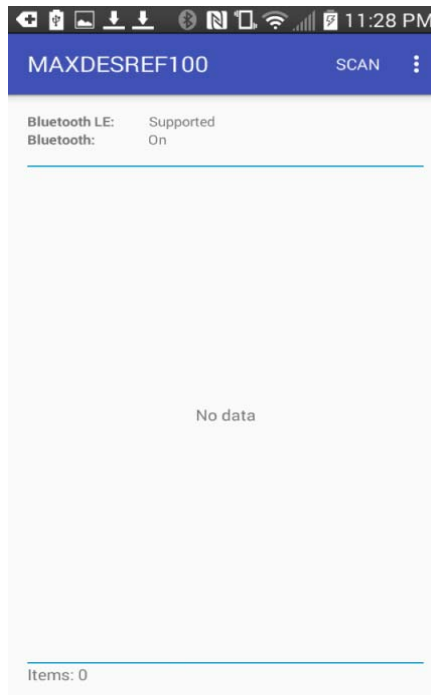 11:28 PM
MAXDESREF100 SCAN
Bluetooth LE: Supported
Bluetooth: On
No data
Items: 0